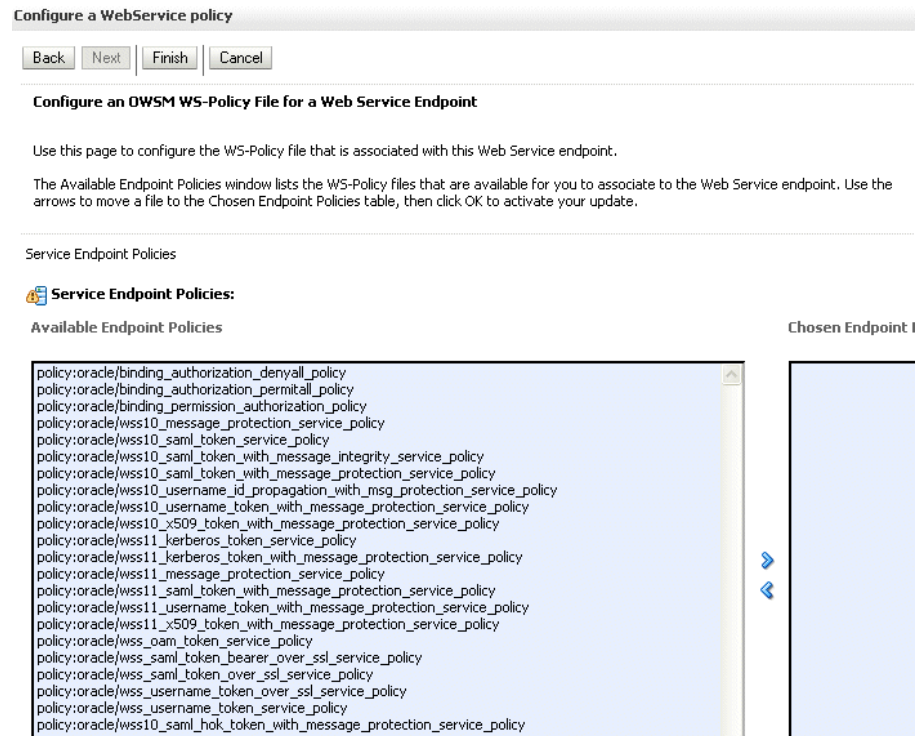 Configure a WebService policy
Back Next Finish Cancel
Configure an OWSM WS-Policy File for a Web Service Endpoint
Use this page to configure the WS-Policy file that is associated with this Web Service endpoint.
The Available Endpoint Policies window lists the WS-Policy files that are available for you to associate to the Web Service endpoint. Use the
arrows to move a file to the Chosen Endpoint Policies table, then click OK to activate your update.
Service Endpoint Policies
Service Endpoint Policies:
Available Endpoint Policies
Chosen Endpoint
policy:oracle/binding_authorization_denyall_policy
policy:oracle/binding_authorization_permitall_policy
policy:oracle/binding_permission_authorization_policy
policy:oracle/wss10_message_protection_service_policy
policy:oracle/wss10_saml_token_service_policy
policy:oracle/wss10_saml_token_with_message_integrity_service_policy
policy:oracle/wss10_saml_token_with_message_protection_service_policy
policy:oracle/wss10_username_id_propagation_with_msg_protection_service_policy
policy:oracle/wss10_username_token_with_message_protection_service_policy
policy:oracle/wss10_x509_token_with_message_protection_service_policy
policy:oracle/wss11_kerberos_token_service_policy
policy:oracle/wss11_kerberos_token_with_message_protection_service_policy
policy:oracle/wss11_message_protection_service_policy
policy:oracle/wss11_saml_token_with_message_protection_service_policy
policy:oracle/wss11_username_token_with_message_protection_service_policy
policy:oracle/wss11_x509_token_with_message_protection_service_policy
policy:oracle/wss_oam_token_service_policy
policy:oracle/wss_saml_token_bearer_over_ssl_service_policy
policy:oracle/wss_saml_token_over_ssl_service_policy
policy:oracle/wss_username_token_over_ssl_service_policy
policy:oracle/wss_username_token_service_policy
policy:oracle/wss10_saml_hok_token_with_message_protection_service_policy